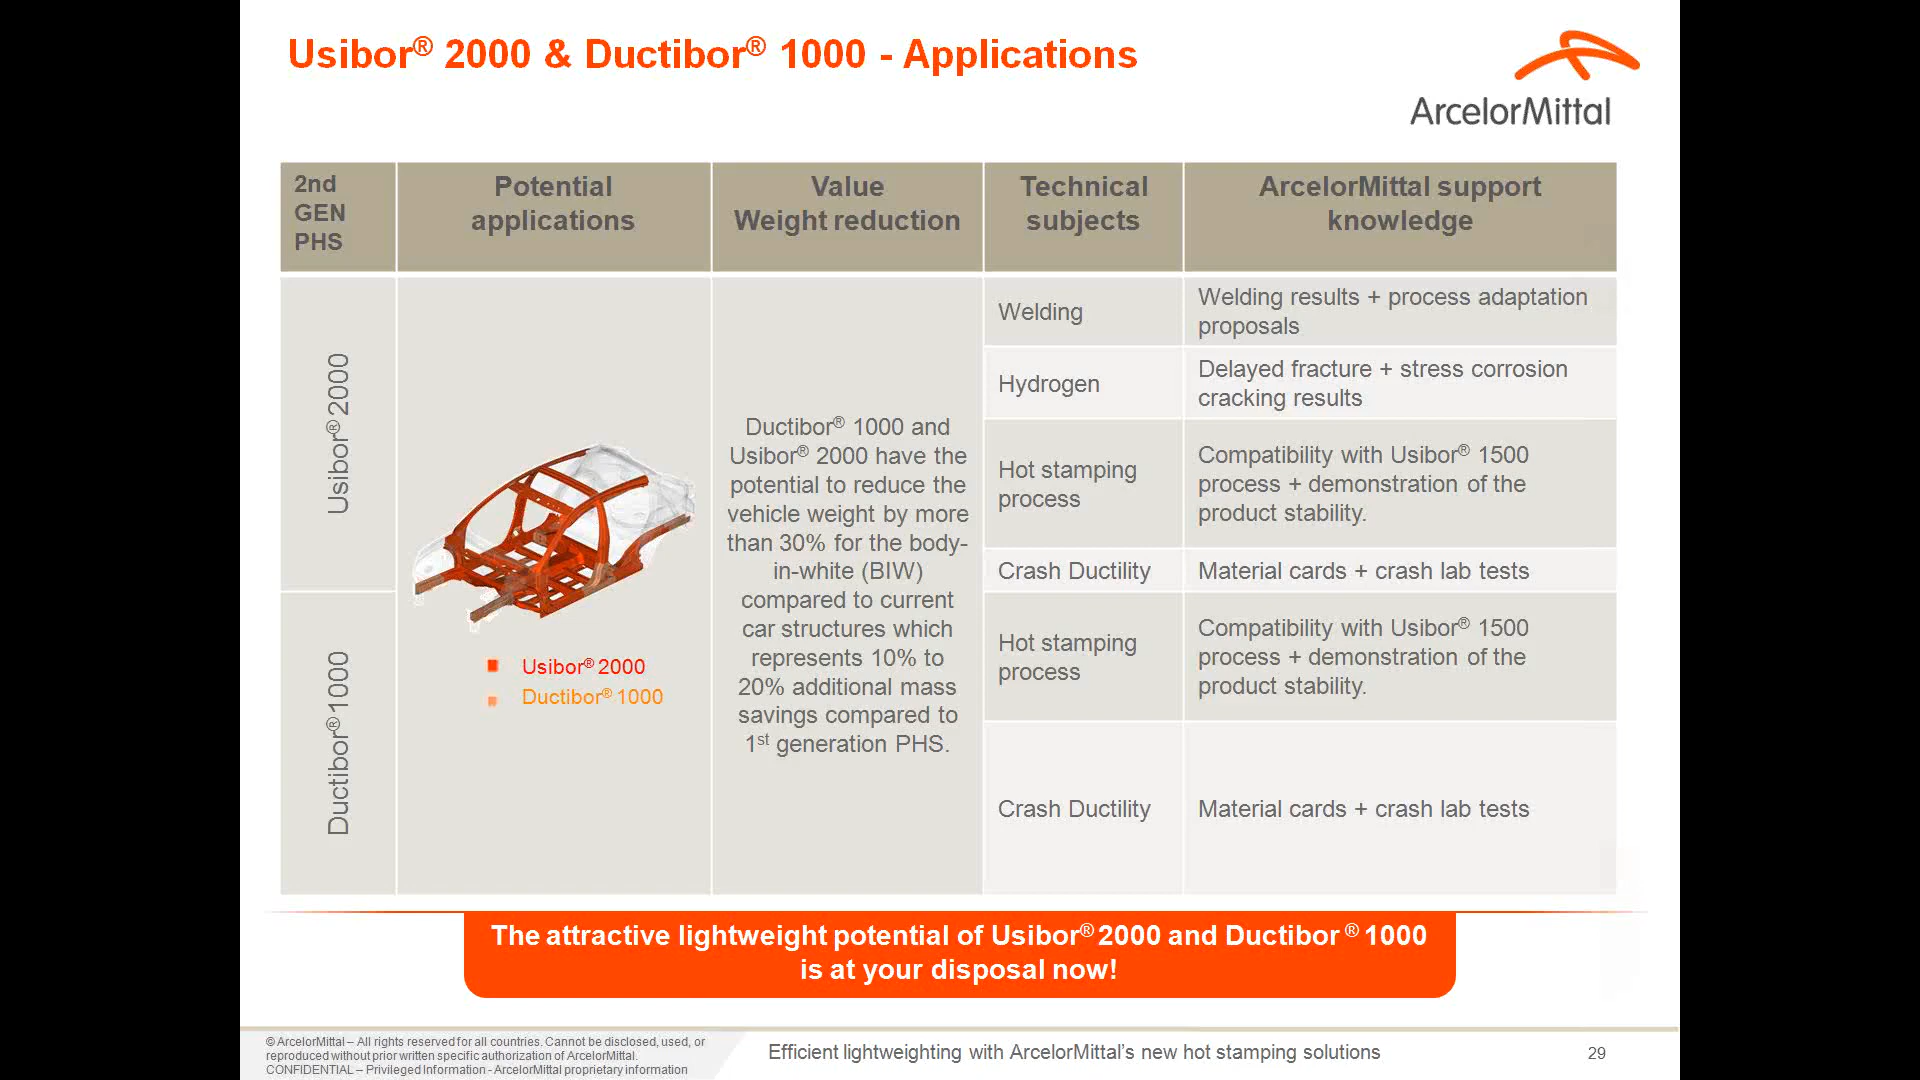 Usibor® 2000 & Ductibor® 1000 - Applications
ArcelorMittal
2nd
GEN
PHS
Potential
applications
Value
Weight reduction
Technical
subjects
ArcelorMittal support
knowledge
Usibor® 2000
Usibor® 2000
Ductibor® 1000
Ductibor® 1000 and
Usibor® 2000 have the
potential to reduce the
vehicle weight by more
than 30% for the body-
in-white (BIW)
compared to current
car structures which
represents 10% to
20% additional mass
savings compared to
1st generation PHS.
Welding
Welding results + process adaptation
proposals
Hydrogen
Delayed fracture + stress corrosion
cracking results
Hot stamping
process
Compatibility with Usibor® 1500
process + demonstration of the
product stability.
Crash Ductility
Material cards + crash lab tests
Ductibor® 1000
Hot stamping
process
Compatibility with Usibor® 1500
process + demonstration of the
product stability.
Crash Ductility
Material cards + crash lab tests
The attractive lightweight potential of Usibor® 2000 and Ductibor ® 1000
is at your disposal now!
© ArcelorMittal – All rights reserved for all countries. Cannot be disclosed, used, or
reproduced without prior written specific authorization of ArcelorMittal.
CONFIDENTIAL – Privileged Information - ArcelorMittal proprietary information
Efficient lightweighting with ArcelorMittal’s new hot stamping solutions
29